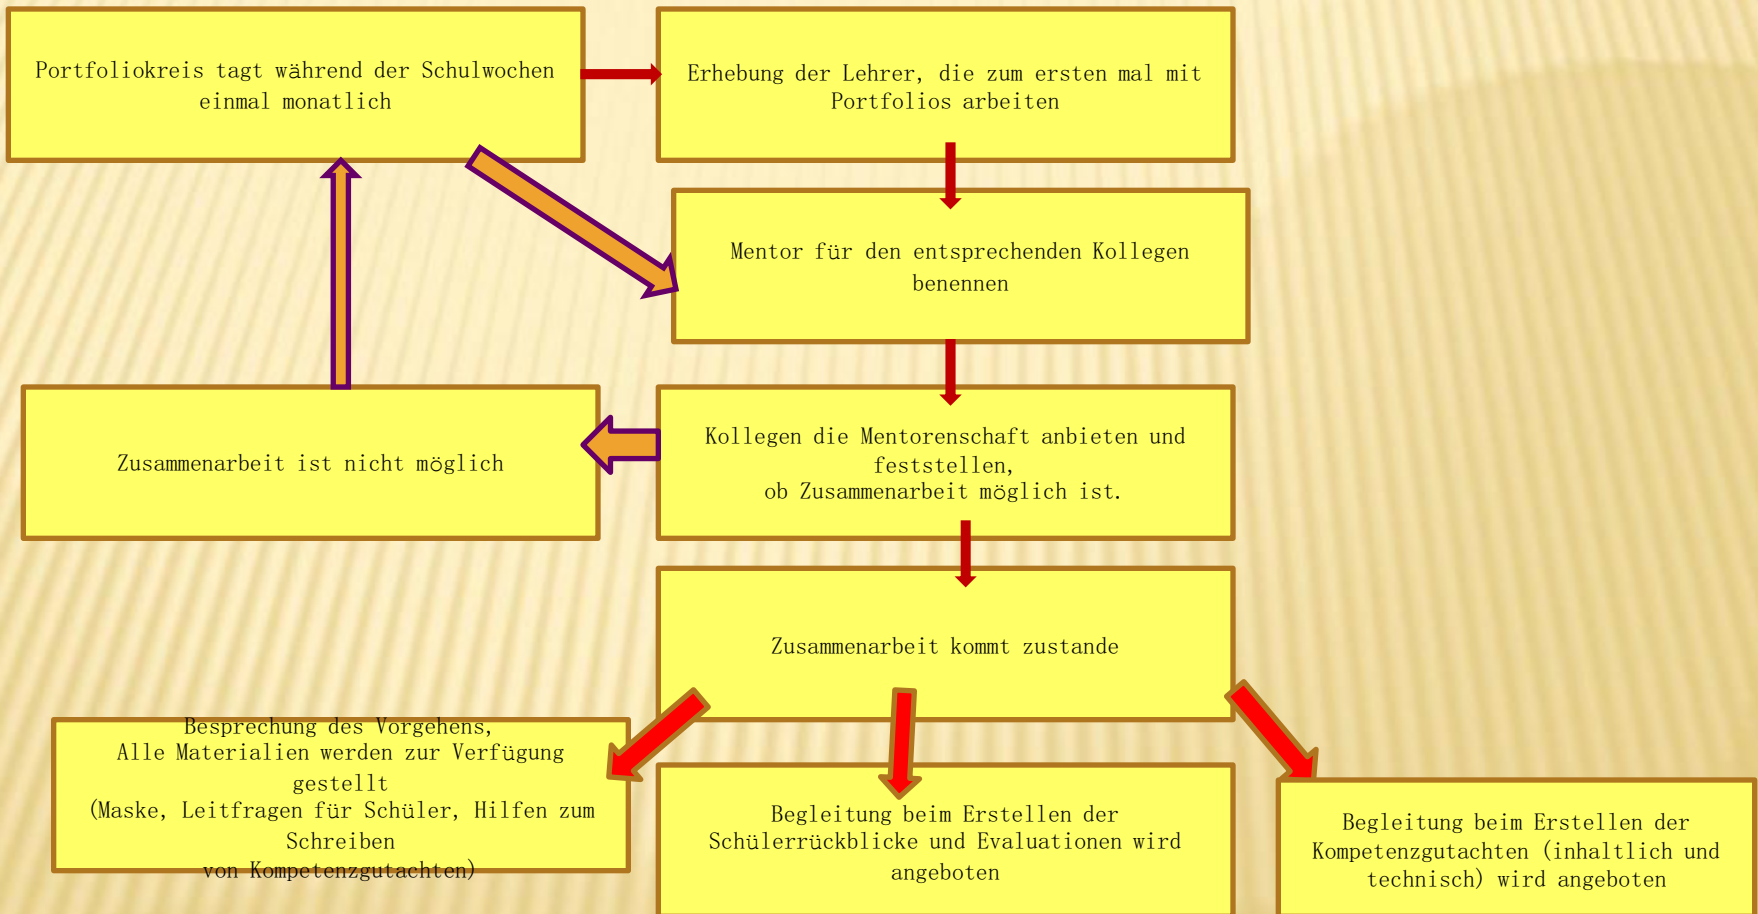 Portfoliokreis tagt während der Schulwochen
einmal monatlich
Erhebung der Lehrer, die zum ersten mal mit
Portfolios arbeiten
Mentor für den entsprechenden Kollegen
benennen
Zusammenarbeit ist nicht möglich
Kollegen die Mentorenschaft anbieten und
feststellen,
ob Zusammenarbeit möglich ist.
Zusammenarbeit kommt zustande
Besprechung des Vorgehens,
Alle Materialien werden zur Verfügung
gestellt
(Maske, Leitfragen für Schüler, Hilfen zum
Schreiben
von Kompetenzgutachten)
Begleitung beim Erstellen der
Schülerrückblicke und Evaluationen wird
angeboten
Begleitung beim Erstellen der
Kompetenzgutachten (inhaltlich und
technisch) wird angeboten